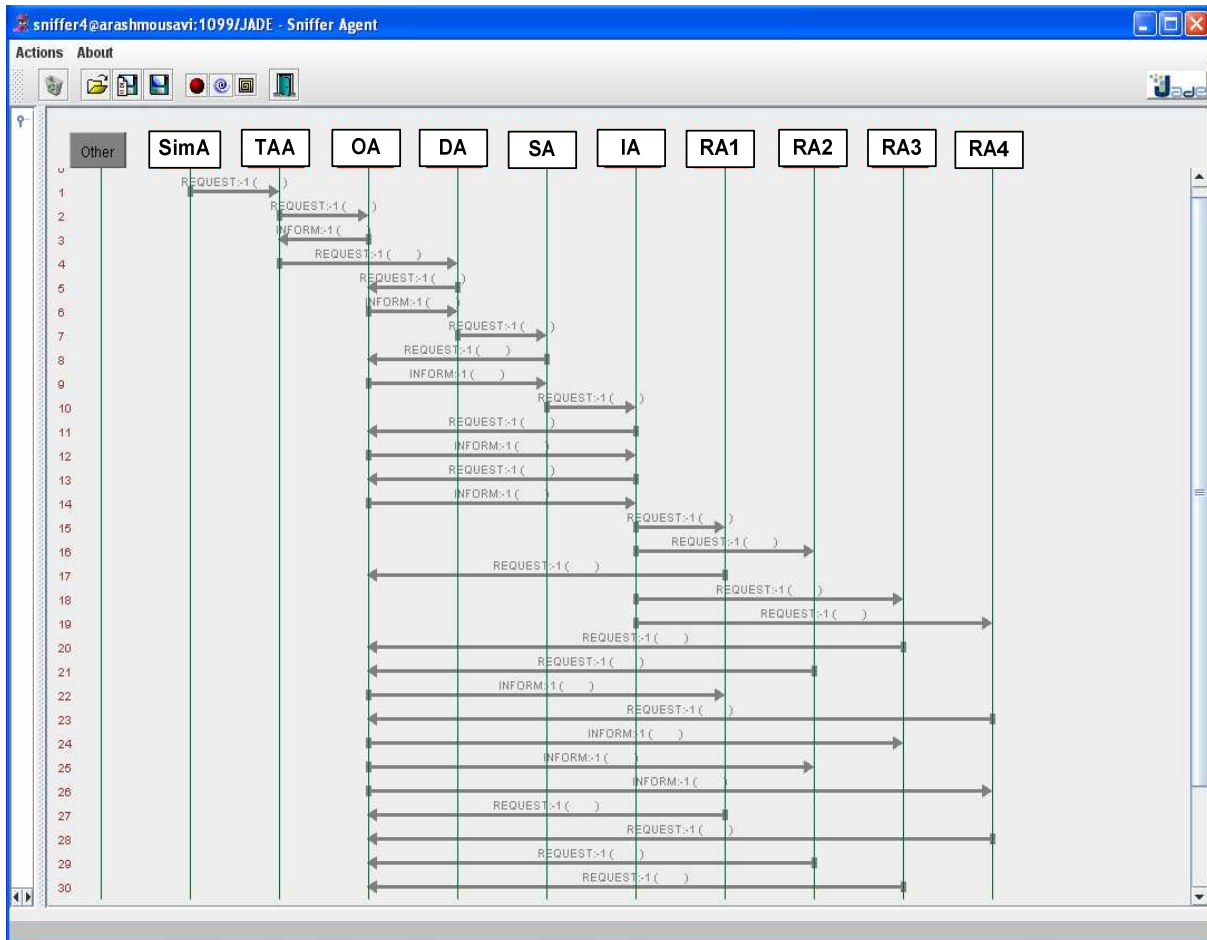 sniffer4@arashmousavi:1099/JADE - Sniffer Agent
Actions About
Jade
Other SimA TAA OA DA SA IA RA1 RA2 RA3 RA4
0
REQUEST:-1 ( )
1
REQUEST:-1 ( )
2
INFORM:-1 ( )
3
REQUEST:-1 ( )
4
REQUEST:-1 ( )
5
INFORM:-1 ( )
6
REQUEST:-1 ( )
7
REQUEST:-1 ( )
8
INFORM:-1 ( )
9
REQUEST:-1 ( )
10
REQUEST:-1 ( )
11
INFORM:-1 ( )
12
REQUEST:-1 ( )
13
INFORM:-1 ( )
14
REQUEST:-1 ( )
15
REQUEST:-1 ( )
16
REQUEST:-1 ( )
17
REQUEST:-1 ( )
18
REQUEST:-1 ( )
19
REQUEST:-1 ( )
20
REQUEST:-1 ( )
21
INFORM:-1 ( )
22
REQUEST:-1 ( )
23
INFORM:-1 ( )
24
INFORM:-1 ( )
25
INFORM:-1 ( )
26
REQUEST:-1 ( )
27
REQUEST:-1 ( )
28
REQUEST:-1 ( )
29
REQUEST:-1 ( )
30